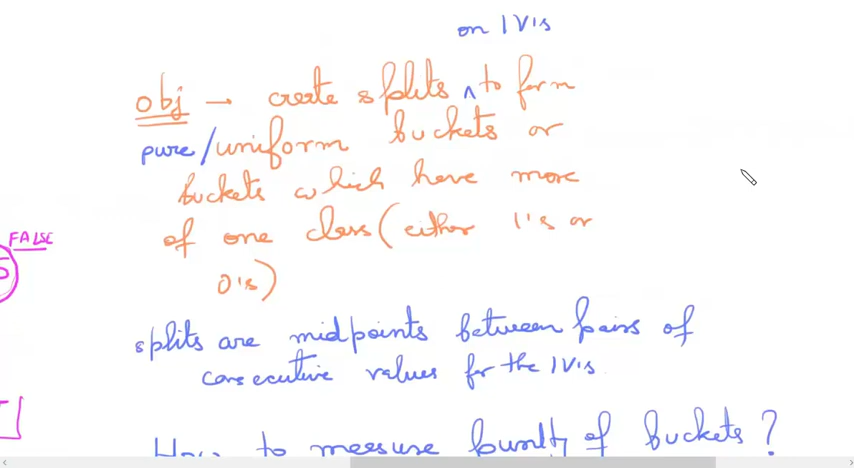 on IV's
obj → create splits ^ to form
pure/uniform buckets or
buckets which have more
of one class (either 1's or
0's)
FALSE
5
splits are midpoints between pairs of
consecutive values for the IV's
How to measure purity of buckets?